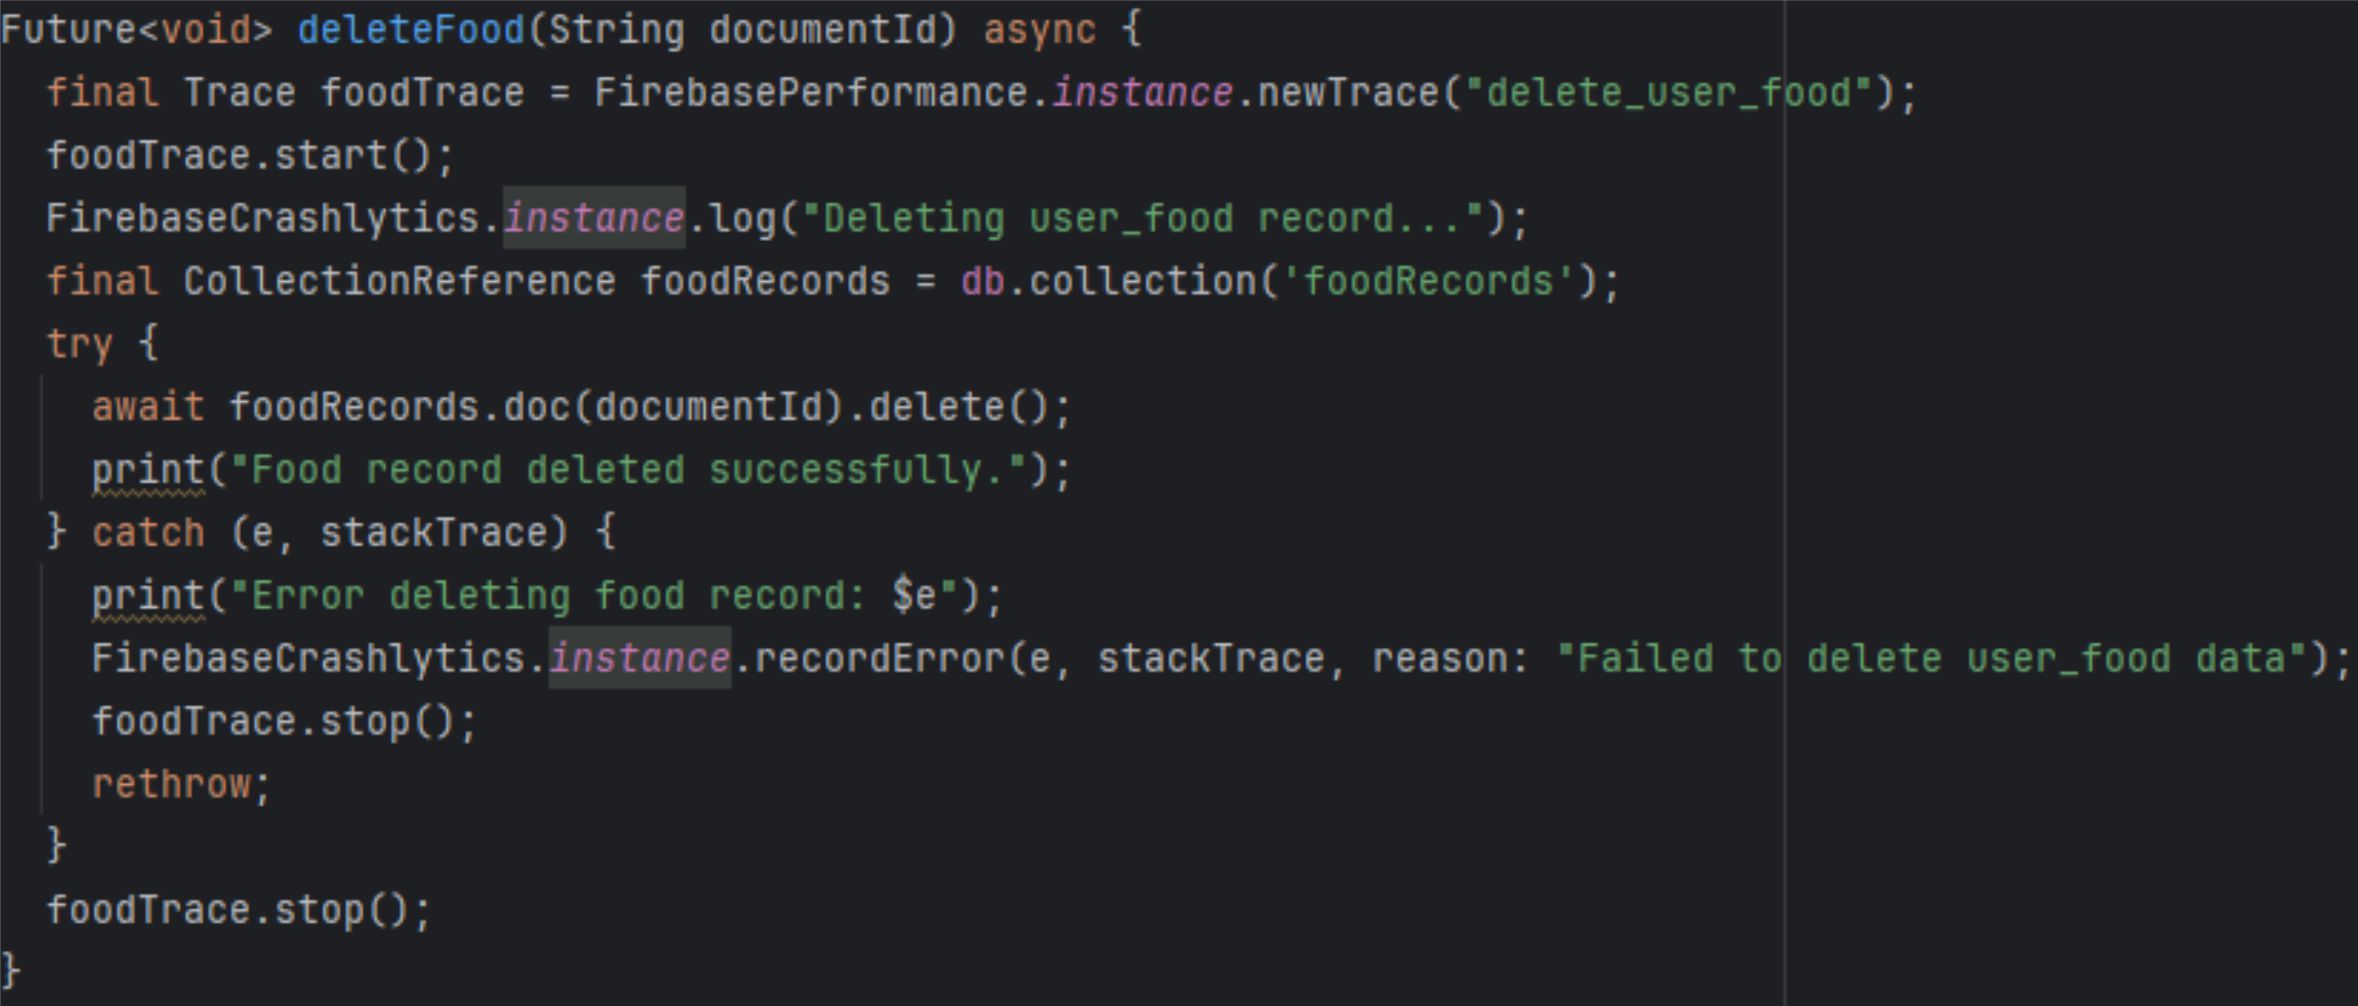 Future<void> deleteFood(String documentId) async {
  final Trace foodTrace = FirebasePerformance.instance.newTrace("delete_user_food");
  foodTrace.start();
  FirebaseCrashlytics.instance.log("Deleting user_food record...");
  final CollectionReference foodRecords = db.collection('foodRecords');
  try {
    await foodRecords.doc(documentId).delete();
    print("Food record deleted successfully.");
  } catch (e, stackTrace) {
    print("Error deleting food record: $e");
    FirebaseCrashlytics.instance.recordError(e, stackTrace, reason: "Failed to delete user_food data");
    foodTrace.stop();
    rethrow;
  }
  foodTrace.stop();
}